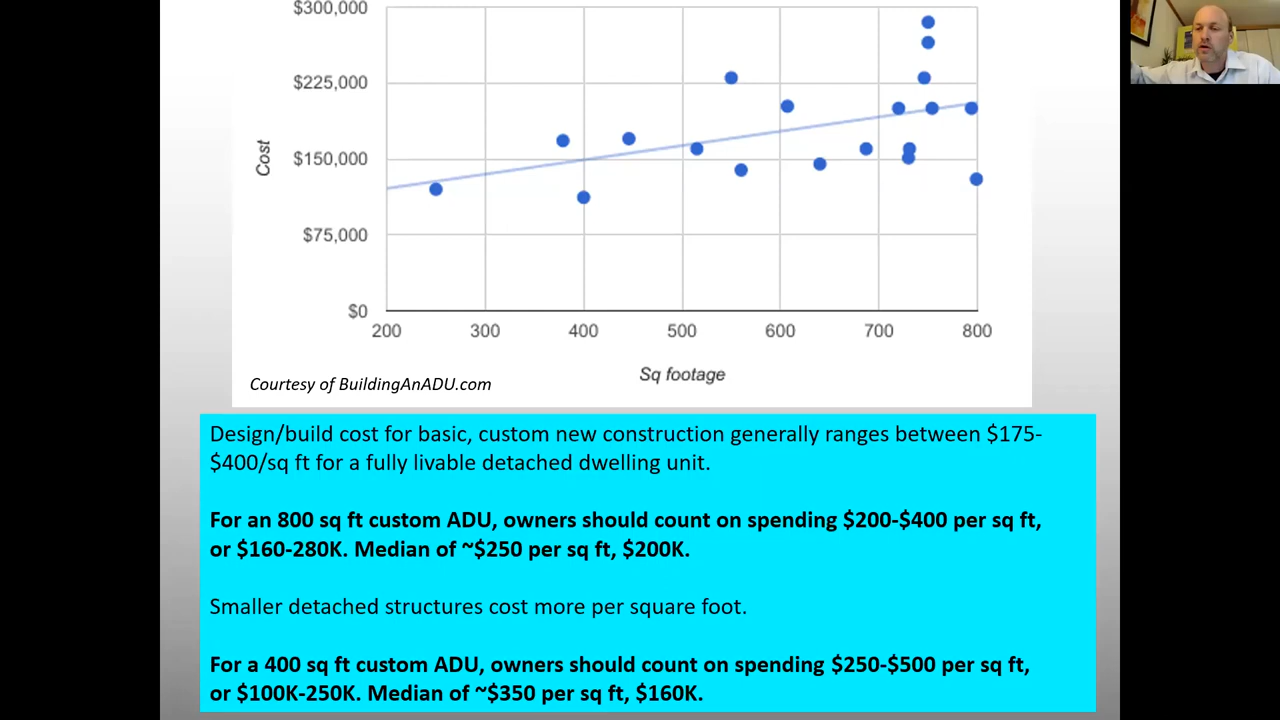 $300,000
$225,000
$150,000
$75,000
$0
Cost
200 300 400 500 600 700 800
Sq footage
Courtesy of BuildingAnADU.com
Design/build cost for basic, custom new construction generally ranges between $175-
$400/sq ft for a fully livable detached dwelling unit.
For an 800 sq ft custom ADU, owners should count on spending $200-$400 per sq ft,
or $160-280K. Median of ~$250 per sq ft, $200K.
Smaller detached structures cost more per square foot.
For a 400 sq ft custom ADU, owners should count on spending $250-$500 per sq ft,
or $100K-250K. Median of ~$350 per sq ft, $160K.